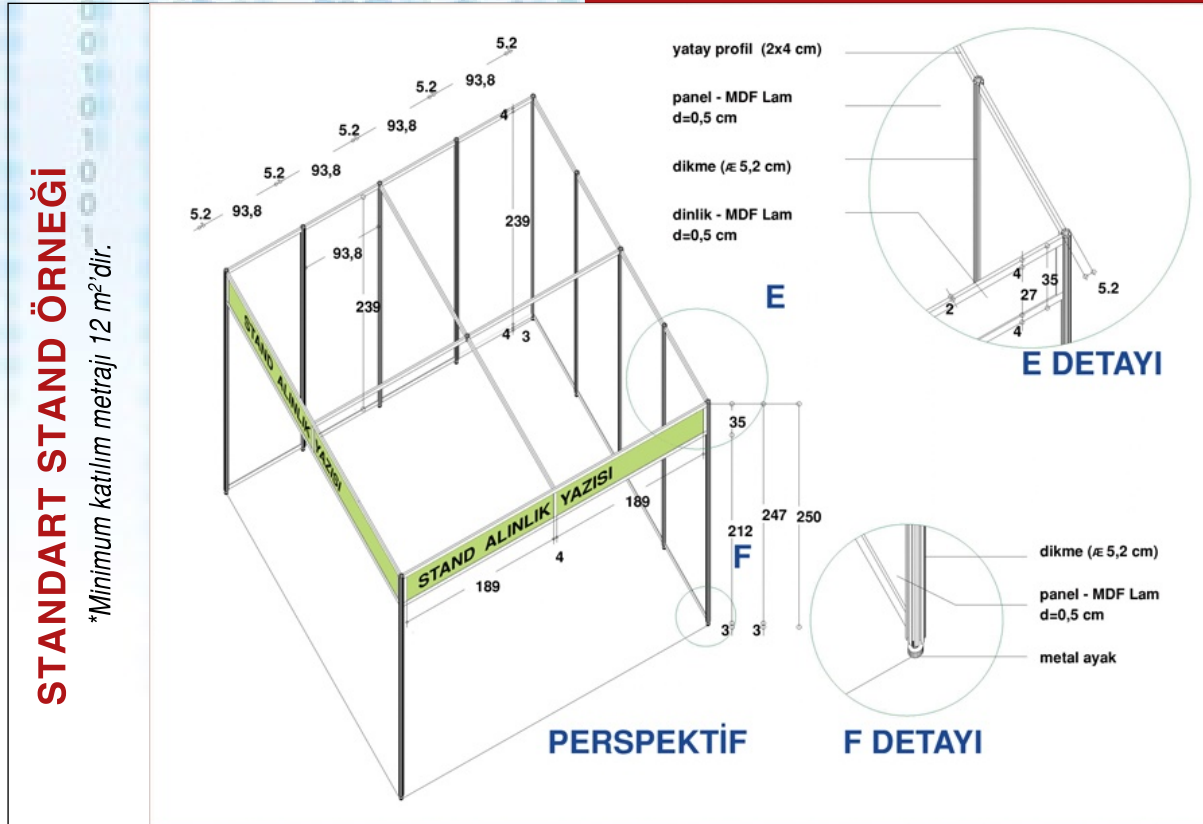 STANDART STAND ÖRNEĞİ
*Minimum katılım metrajı 12 m²'dir.
5.2
93,8
5.2
93,8
5.2
93,8
5.2
93,8
5.2
4
239
93,8
239
4
3
STAND ALINLIK YAZISI
STAND ALINLIK YAZISI
189
4
189
35
212
247
250
3
3
E
F
PERSPEKTİF
yatay profil (2x4 cm)
panel - MDF Lam
d=0,5 cm
dikme (Æ 5,2 cm)
dinlik - MDF Lam
d=0,5 cm
4
35
27
2
4
5.2
E DETAYI
dikme (Æ 5,2 cm)
panel - MDF Lam
d=0,5 cm
metal ayak
F DETAYI